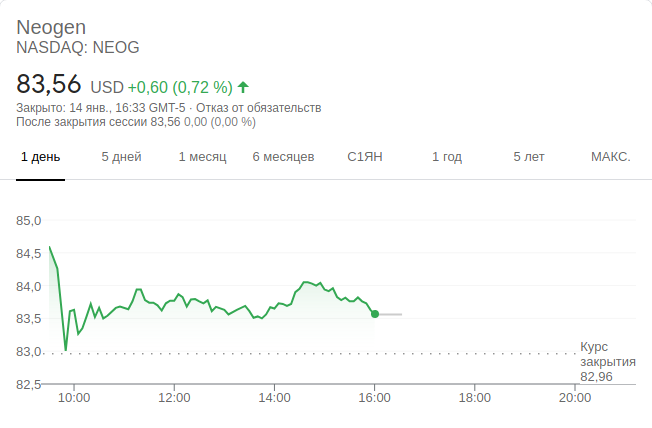 Neogen
NASDAQ: NEOG
83,56 USD +0,60 (0,72 %)
Закрыто: 14 янв., 16:33 GMT-5 · Отказ от обязательств
После закрытия сессии 83,56 0,00 (0,00 %)
1 день 5 дней 1 месяц 6 месяцев С1ЯН 1 год 5 лет МАКС.
85,0
84,5
84,0
83,5
83,0
82,5
Курс
закрытия
82,96
10:00 12:00 14:00 16:00 18:00 20:00